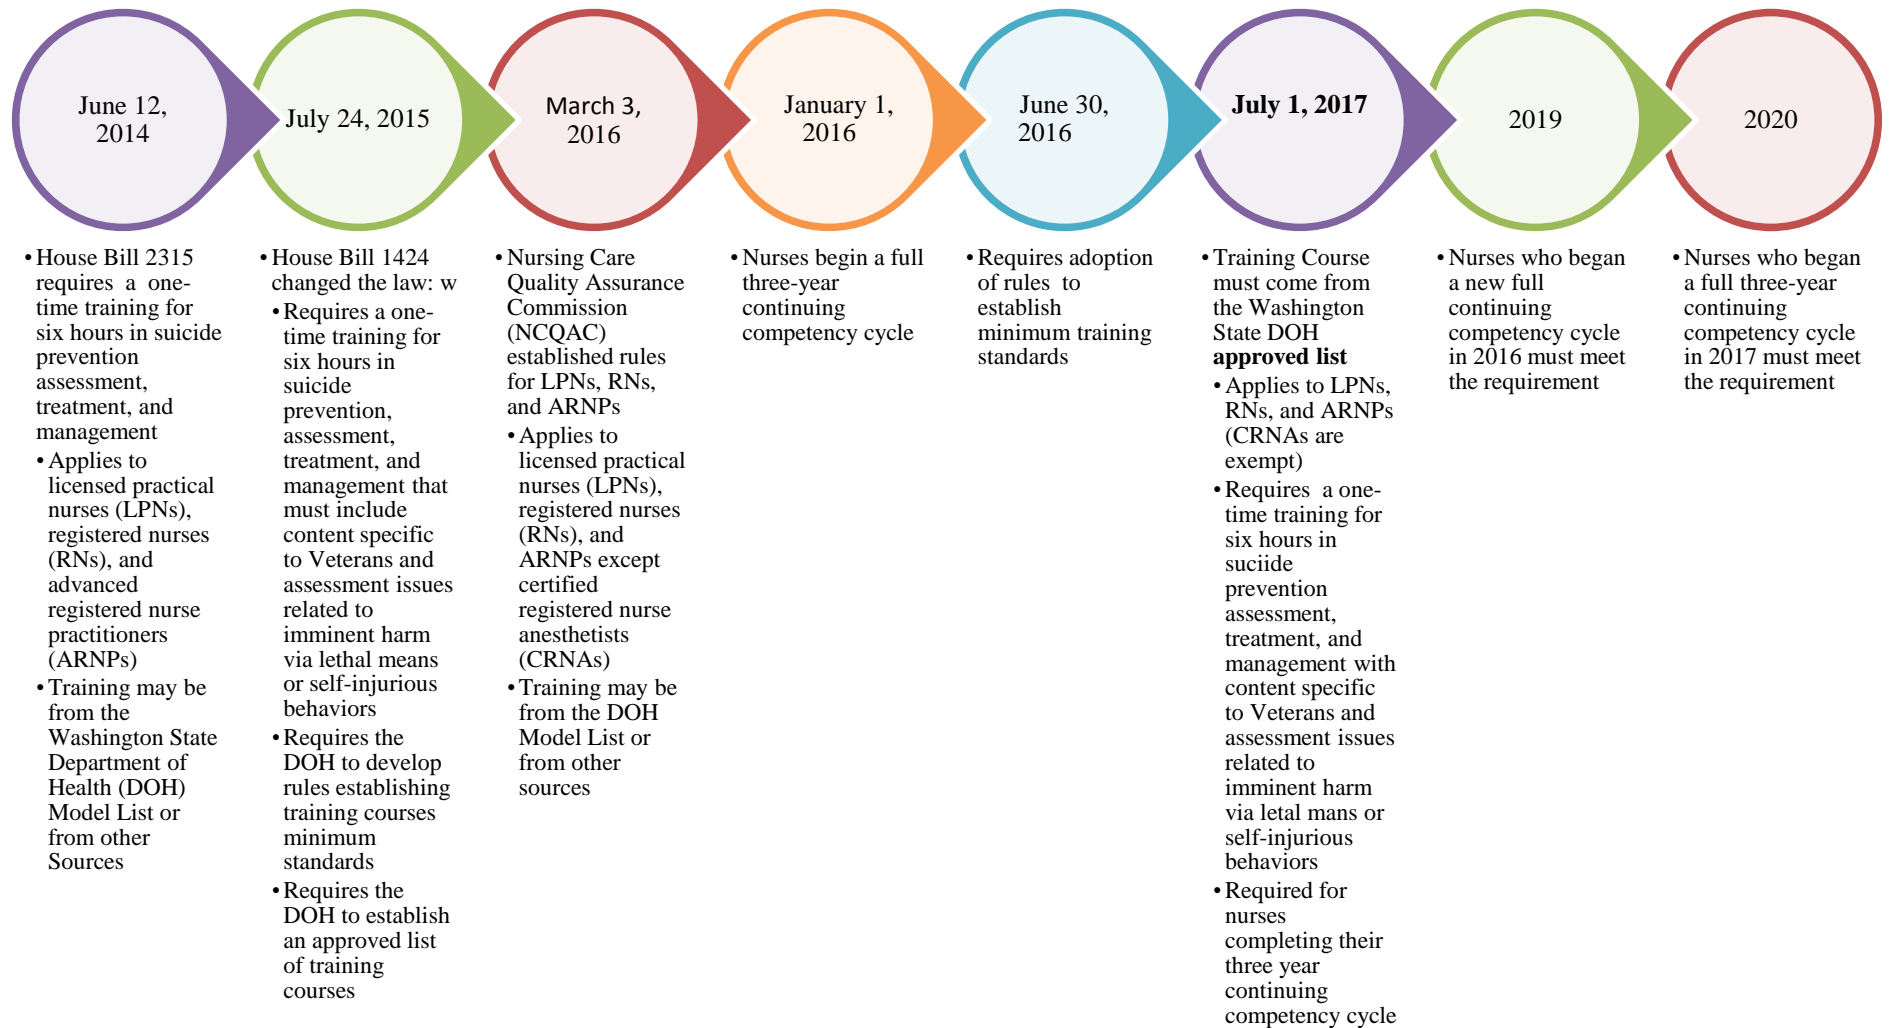 June 12,
2014
July 24, 2015
March 3,
2016
January 1,
2016
June 30,
2016
July 1, 2017
2019
2020
• House Bill 2315
requires a one-
time training for
six hours in suicide
prevention
assessment,
treatment, and
management
• Applies to
licensed practical
nurses (LPNs),
registered nurses
(RNs), and
advanced
registered nurse
practitioners
(ARNPs)
• Training may be
from the
Washington State
Department of
Health (DOH)
Model List or
from other
Sources
• House Bill 1424
changed the law: w
• Requires a one-
time training for
six hours in
suicide
prevention,
assessment,
treatment, and
management that
must include
content specific
to Veterans and
assessment issues
related to
imminent harm
via lethal means
or self-injurious
behaviors
• Requires the
DOH to develop
rules establishing
training courses
minimum
standards
• Requires the
DOH to establish
an approved list
of training
courses
• Nursing Care
Quality Assurance
Commission
(NCQAC)
established rules
for LPNs, RNs,
and ARNPs
• Applies to
licensed practical
nurses (LPNs),
registered nurses
(RNs), and
ARNPs except
certified
registered nurse
anesthetists
(CRNAs)
• Training may be
from the DOH
Model List or
from other
sources
• Nurses begin a full
three-year
continuing
competency cycle
• Requires adoption
of rules to
establish
minimum training
standards
• Training Course
must come from
the Washington
State DOH
approved list
• Applies to LPNs,
RNs, and ARNPs
(CRNAs are
exempt)
• Requires a one-
time training for
six hours in
suciide
prevention
assessment,
treatment, and
management with
content specific
to Veterans and
assessment issues
related to
imminent harm
via letal mans or
self-injurious
behaviors
• Required for
nurses
completing their
three year
continuing
competency cycle
• Nurses who began
a new full
continuing
competency cycle
in 2016 must meet
the requirement
• Nurses who began
a full three-year
continuing
competency cycle
in 2017 must meet
the requirement